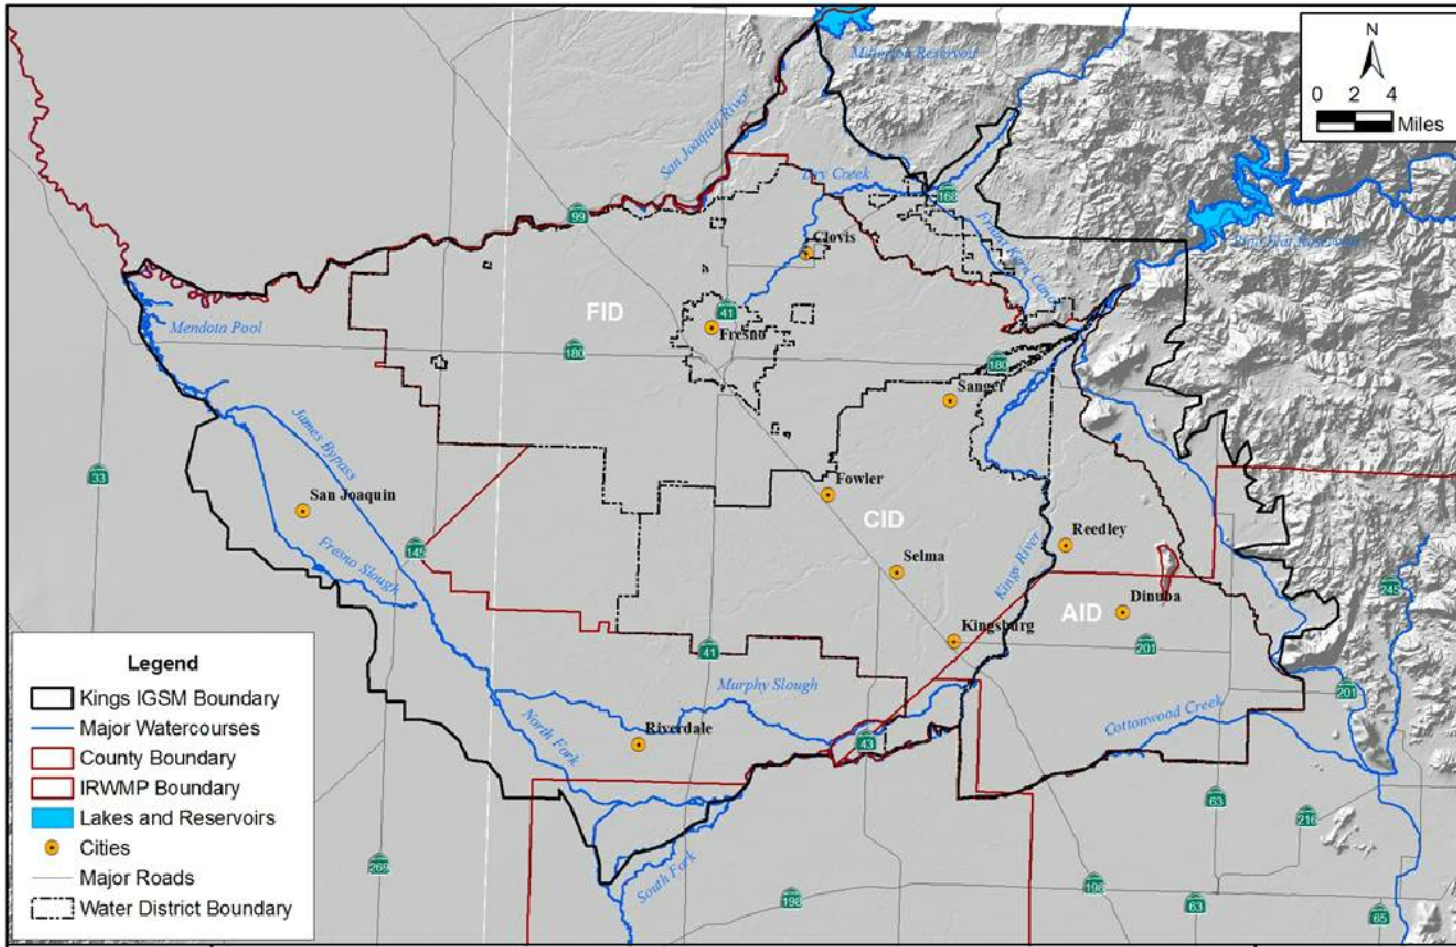 N
0 2 4
Miles
Millerton Reservoir
San Joaquin River
Dry Creek
168
99
Clovis
Friant Kern Canal
Pine Flat Reservoir
Mendota Pool
FID
41
Fresno
180
180
Sanger
James Bypass
33
San Joaquin
Fowler
CID
145
Fresno Slough
Selma
Kings River
Reedley
245
AID
Dinuba
Kingsburg
41
201
201
Murphy Slough
Cottonwood Creek
North Fork
Riverdale
43
63
216
269
South Fork
198
198
63
65
Legend
Kings IGSM Boundary
Major Watercourses
County Boundary
IRWMP Boundary
Lakes and Reservoirs
Cities
Major Roads
Water District Boundary